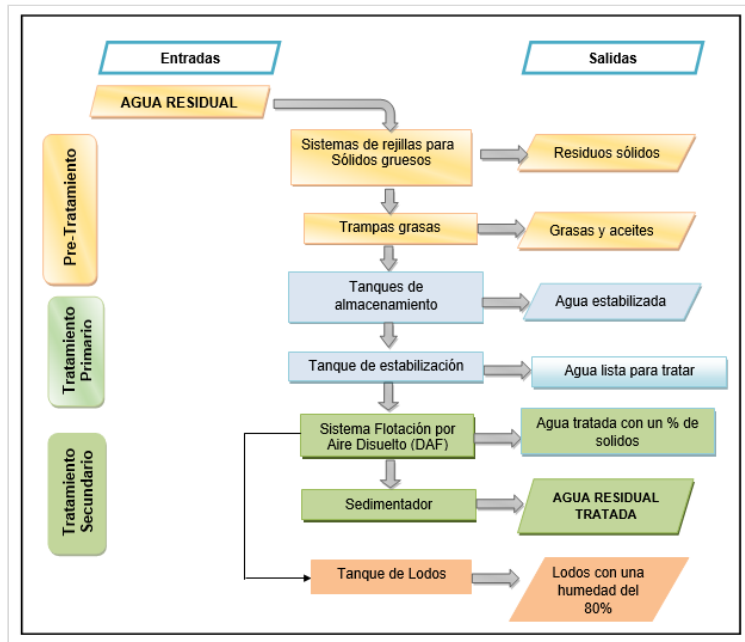 Entradas
Salidas
AGUA RESIDUAL
Pre-Tratamiento
Sistemas de rejillas para
Sólidos gruesos
Residuos sólidos
Trampas grasas
Grasas y aceites
Tratamiento
Primario
Tanques de
almacenamiento
Agua estabilizada
Tanque de estabilización
Agua lista para tratar
Tratamiento
Secundario
Sistema Flotación por
Aire Disuelto (DAF)
Agua tratada con un % de
solidos
Sedimentador
AGUA RESIDUAL
TRATADA
Tanque de Lodos
Lodos con una
humedad del
80%